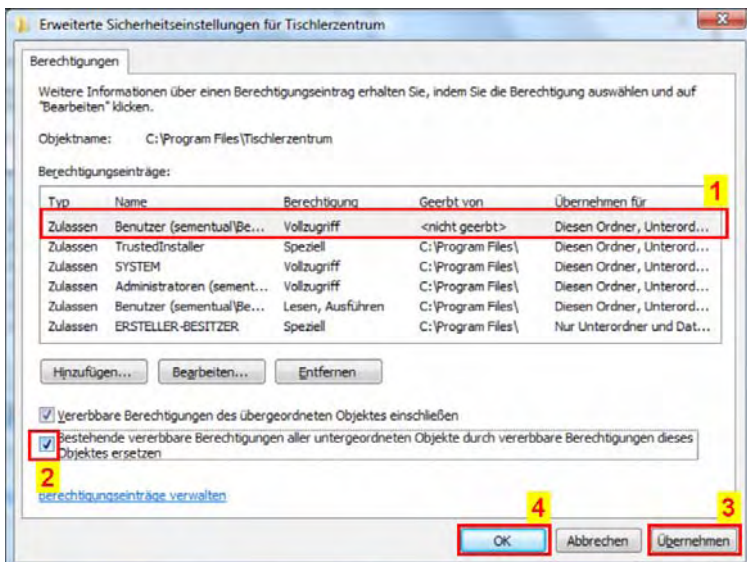 Erweiterte Sicherheitseinstellungen für Tischlerzentrum
Berechtigungen
Weitere Informationen über einen Berechtigungseintrag erhalten Sie, indem Sie die Berechtigung auswählen und auf
"Bearbeiten" klicken.
Objektname: C:\Program Files\Tischlerzentrum
Berechtigungseinträge:
1
Typ Name Berechtigung Geerbt von Übernehmen für
Zulassen Benutzer (sementual\Be... Vollzugriff <nicht geerbt> Diesen Ordner, Unterord...
Zulassen TrustedInstaller Speziell C:\Program Files\ Diesen Ordner, Unterord...
Zulassen SYSTEM Vollzugriff C:\Program Files\ Diesen Ordner, Unterord...
Zulassen Administratoren (sement... Vollzugriff C:\Program Files\ Diesen Ordner, Unterord...
Zulassen Benutzer (sementual\Be... Lesen, Ausführen C:\Program Files\ Diesen Ordner, Unterord...
Zulassen ERSTELLER-BESITZER Speziell C:\Program Files\ Nur Unterordner und Dat...
Hinzufügen... Bearbeiten... Entfernen
Vererbbare Berechtigungen des übergeordneten Objektes einschließen
Bestehende vererbbare Berechtigungen aller untergeordneten Objekte durch vererbbare Berechtigungen dieses
Objektes ersetzen
2
Berechtigungseinträge verwalten
4 3
OK Abbrechen Übernehmen